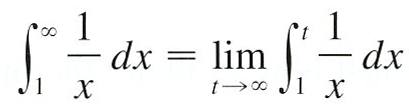 ∫₁^∞ 1/x dx = lim_{t→∞} ∫₁^t 1/x dx